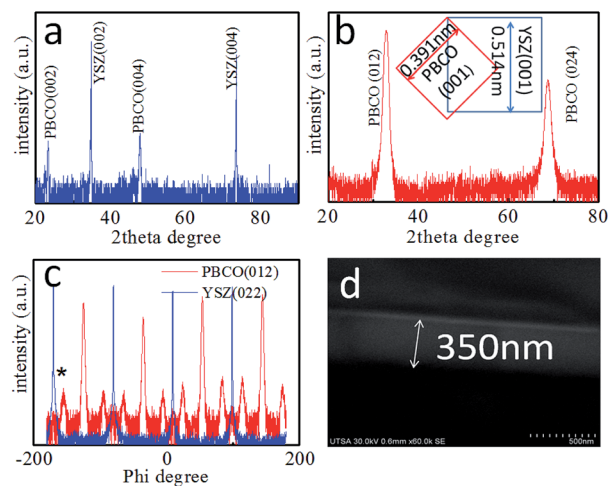 a
intensity (a.u.)
PBCO(002)
YSZ(002)
PBCO(004)
YSZ(004)
20 40 60 80
2theta degree
b
intensity (a.u.)
PBCO (012)
0.391nm
PBCO
(001)
YSZ(001)
0.514nm
PBCO (024)
20 40 60 80
2theta degree
c
intensity (a.u.)
PBCO(012)
YSZ(022)
*
-200 0 200
Phi degree
d
350nm
UTSA 30.0kV 0.6mm x60.0k SE
500nm